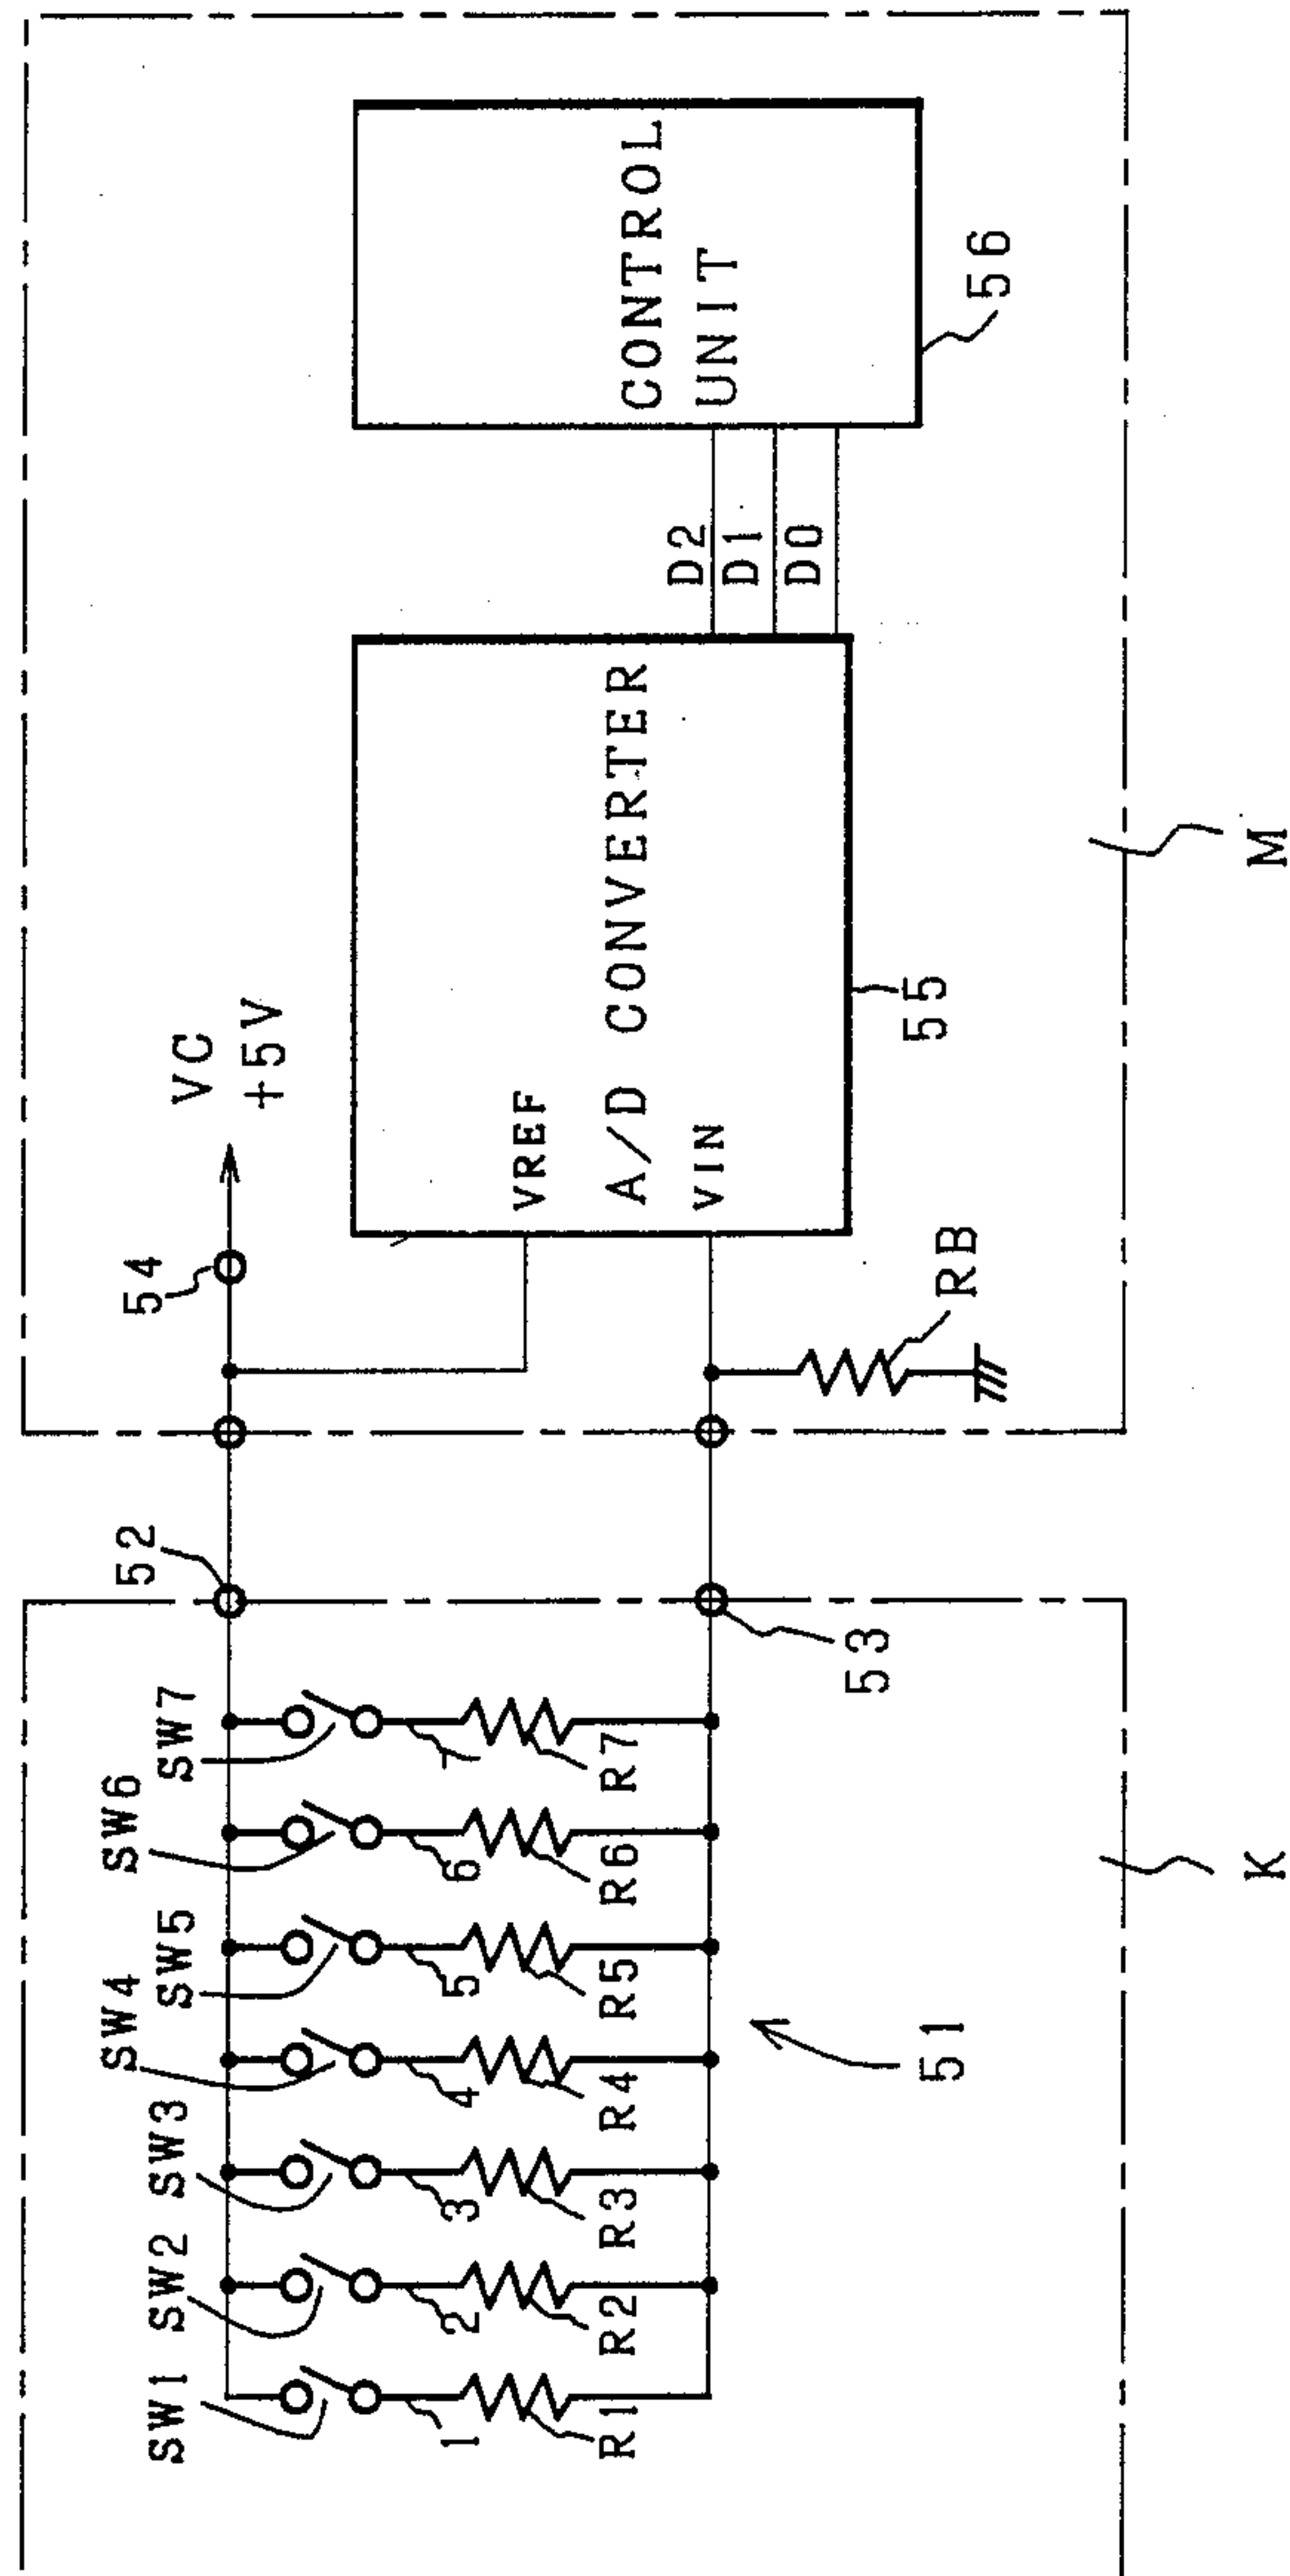 SW1
SW2
SW3
SW4
SW5
SW6
SW7
52
54
VC
+5V
1
2
3
4
5
6
7
R1
R2
R3
R4
R5
R6
R7
VREF
A/D CONVERTER
VIN
D2
D1
D0
CONTROL
UNIT
53
RB
55
56
51
K
M